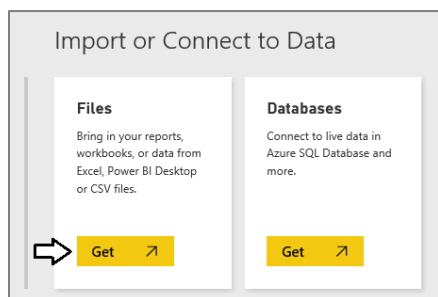 Import or Connect to Data
Files
Bring in your reports,
workbooks, or data from
Excel, Power BI Desktop
or CSV files.
Get
Databases
Connect to live data in
Azure SQL Database and
more.
Get